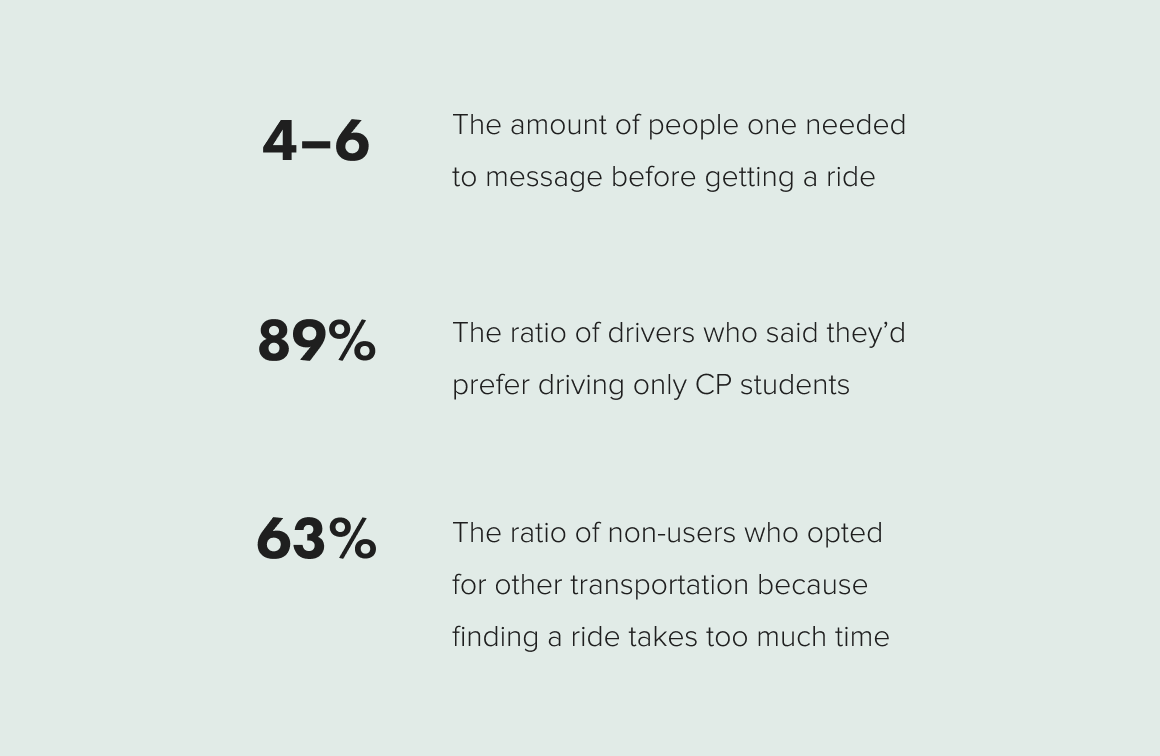 4–6
The amount of people one needed
to message before getting a ride
89%
The ratio of drivers who said they’d
prefer driving only CP students
63%
The ratio of non-users who opted
for other transportation because
finding a ride takes too much time